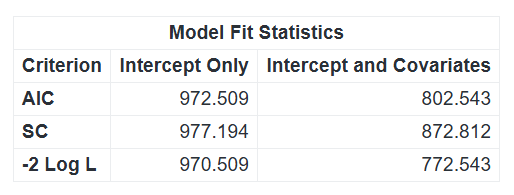 Model Fit Statistics
Criterion Intercept Only Intercept and Covariates
AIC 972.509 802.543
SC 977.194 872.812
-2 Log L 970.509 772.543